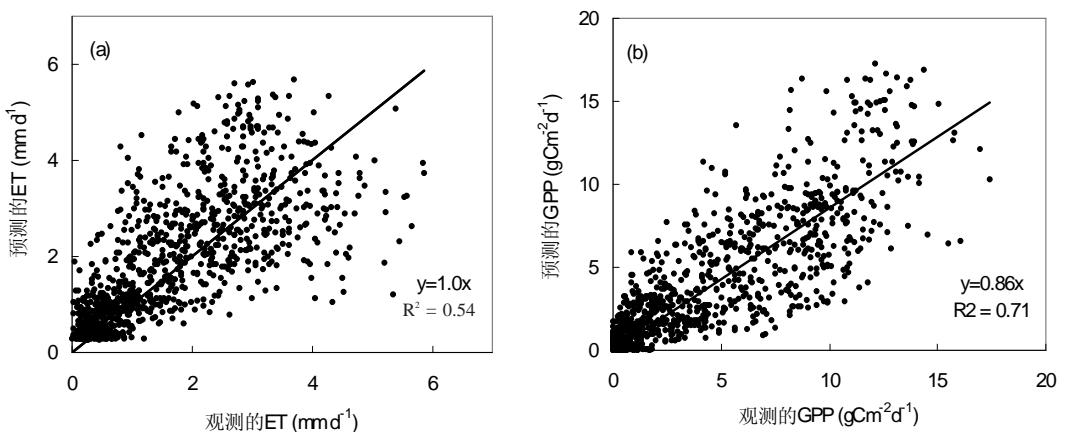 (a)
6
4
2
0
0
2
4
6
预测的ET (mm d⁻¹)
观测的ET (mm d⁻¹)
y=1.0x
R² = 0.54
(b)
20
15
10
5
0
0
5
10
15
20
预测的GPP (gCm⁻²d⁻¹)
观测的GPP (gCm⁻²d⁻¹)
y=0.86x
R2 = 0.71